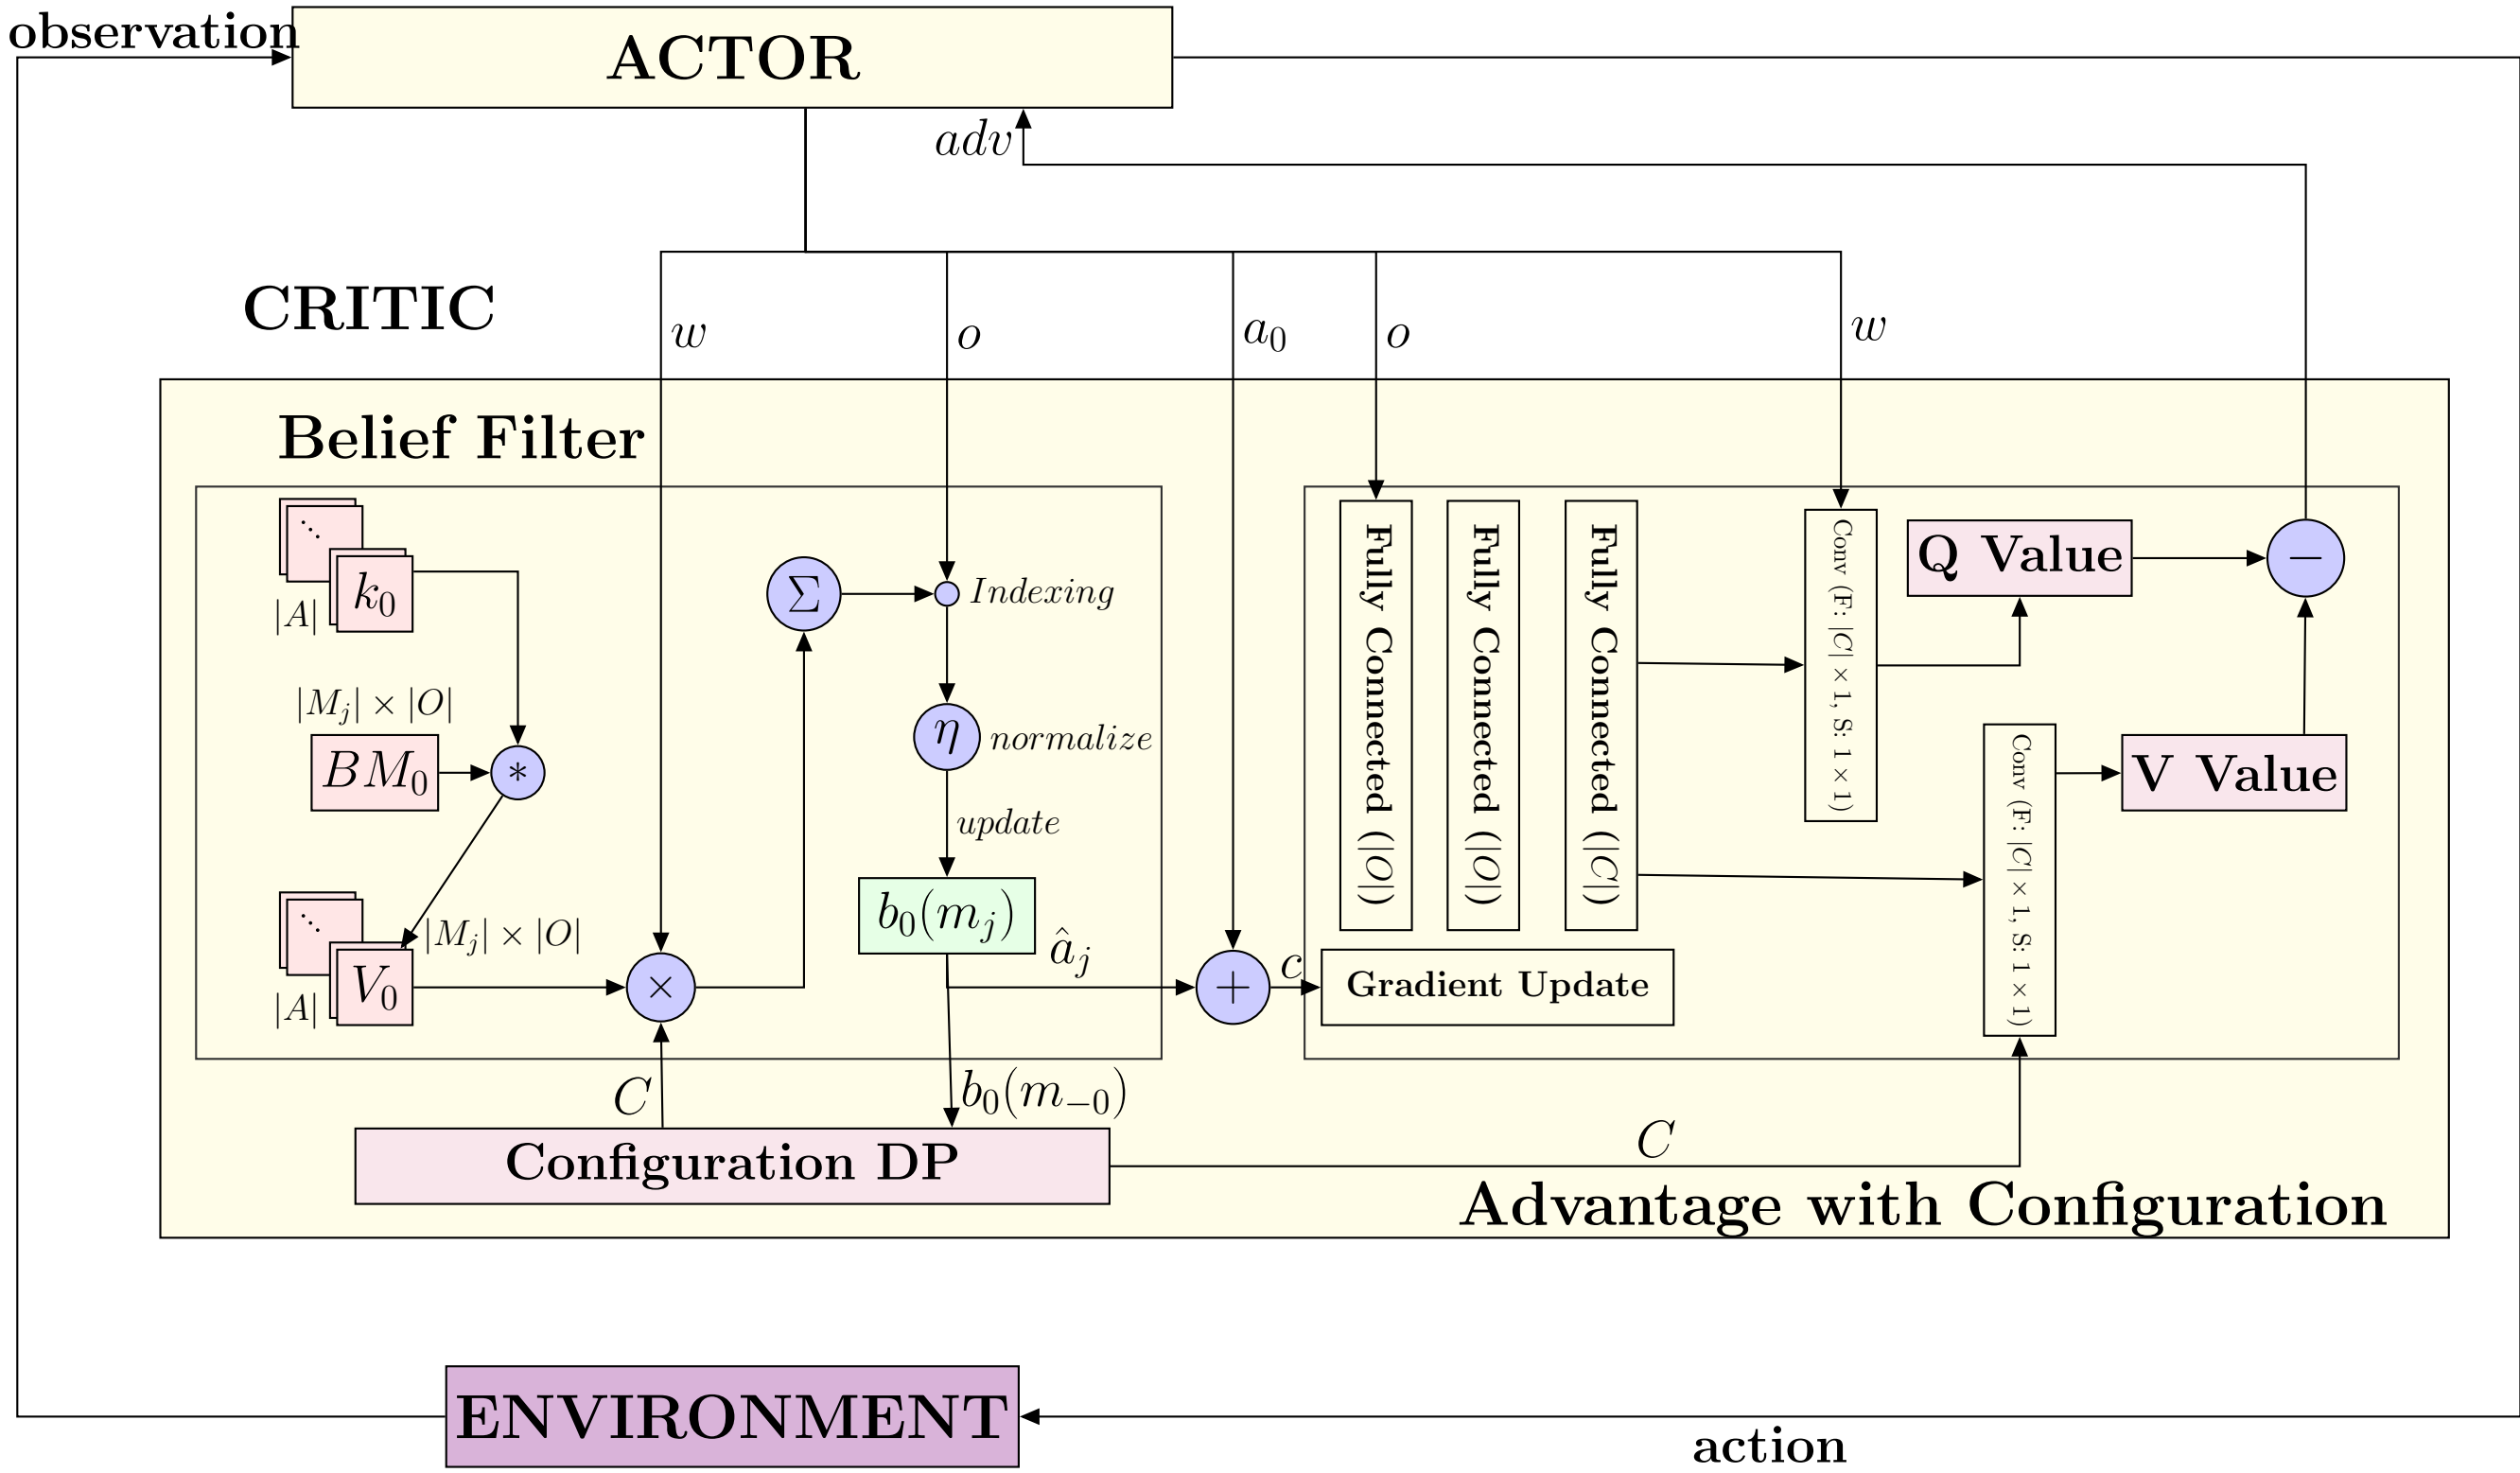 observation
ACTOR
adv
CRITIC
w
o
a₀
o
w
Belief Filter
⋱
k₀
|A|
|Mⱼ| × |O|
BM₀
*
⋱
V₀
|A|
|Mⱼ| × |O|
×
Σ
Indexing
η
normalize
update
b₀(mⱼ)
âⱼ
+
c
Fully Connected (|O|)
Fully Connected (|O|)
Fully Connected (|C|)
Gradient Update
Conv (F: |C| × 1, S: 1 × 1)
Conv (F: |C| × 1, S: 1 × 1)
Q Value
−
V Value
C
b₀(m₋₀)
Configuration DP
C
Advantage with Configuration
ENVIRONMENT
action